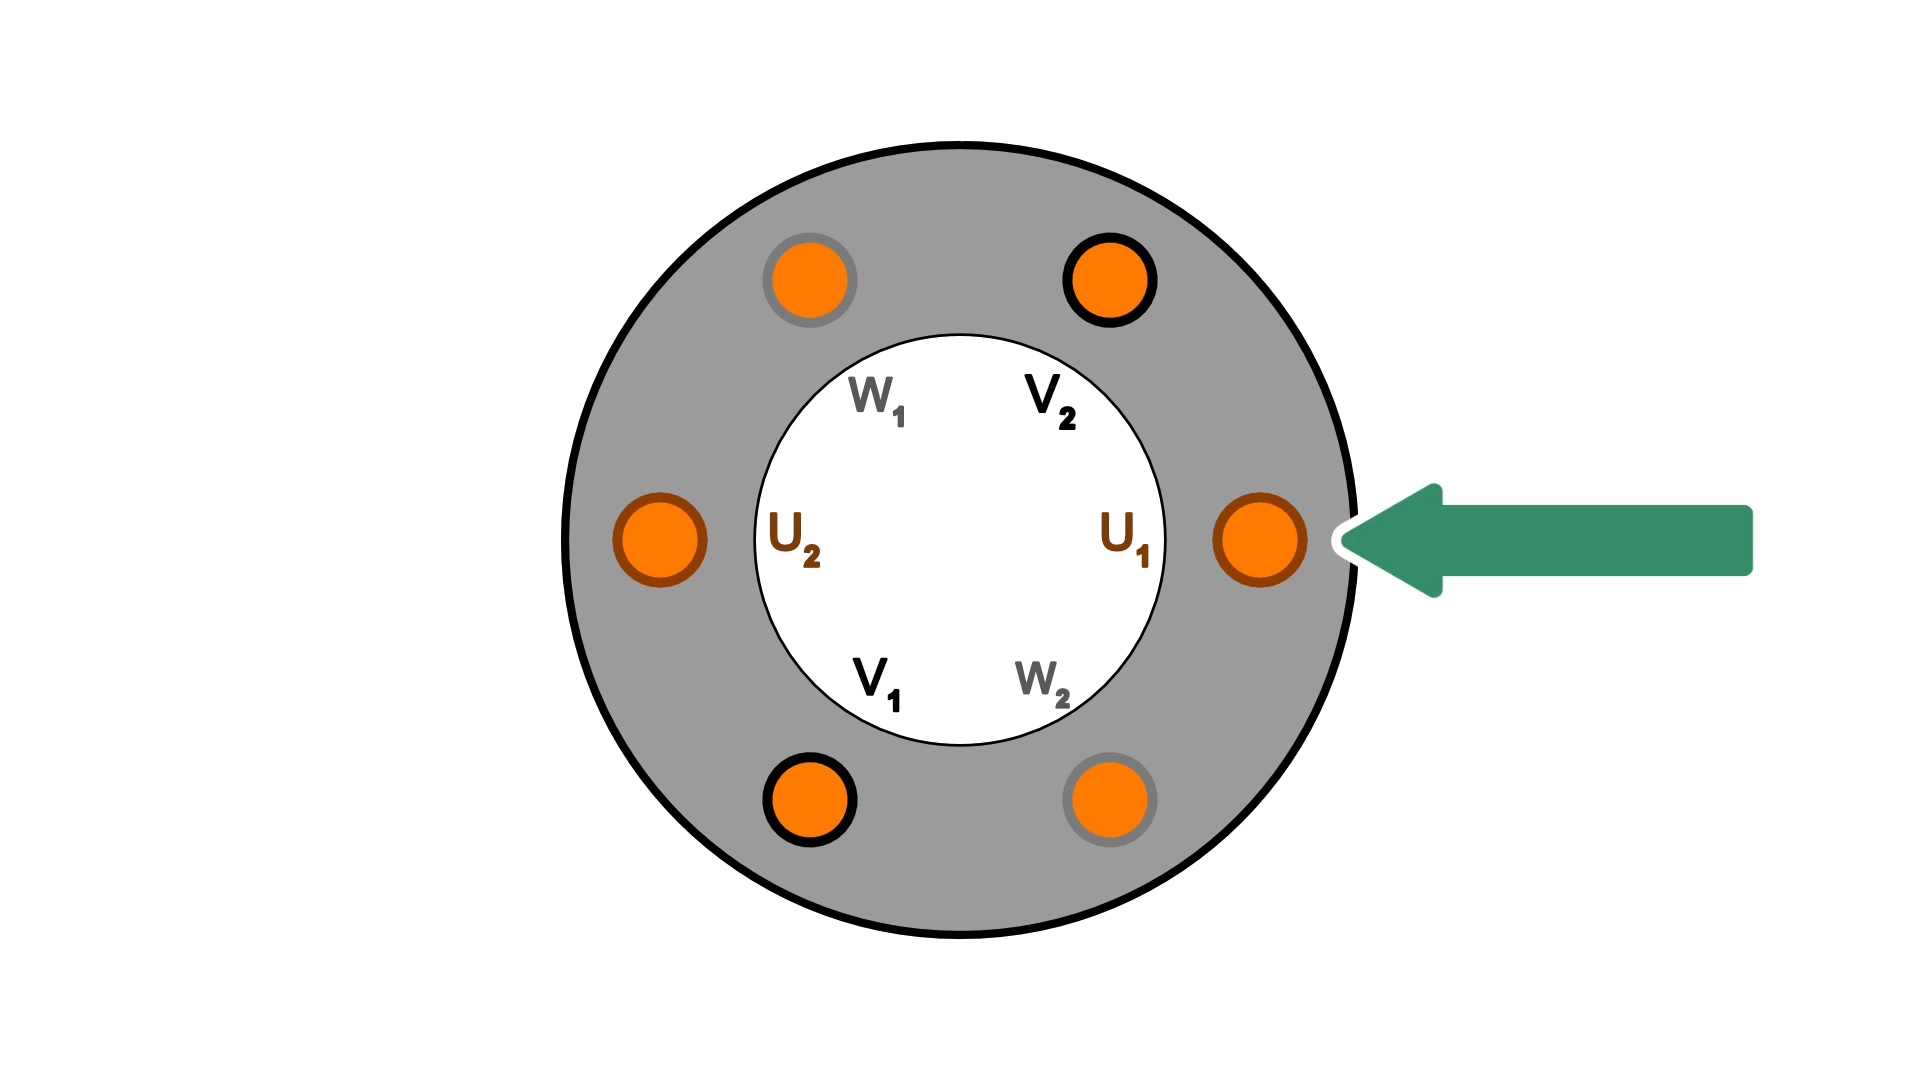 W₁ V₂
U₂ U₁
V₁ W₂